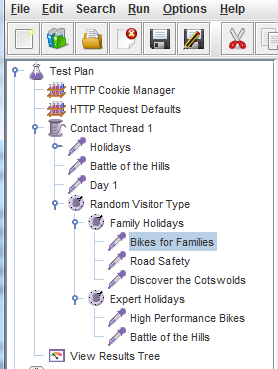 File Edit Search Run Options Help
Test Plan
HTTP Cookie Manager
HTTP Request Defaults
Contact Thread 1
Holidays
Battle of the Hills
Day 1
Random Visitor Type
Family Holidays
Bikes for Families
Road Safety
Discover the Cotswolds
Expert Holidays
High Performance Bikes
Battle of the Hills
View Results Tree